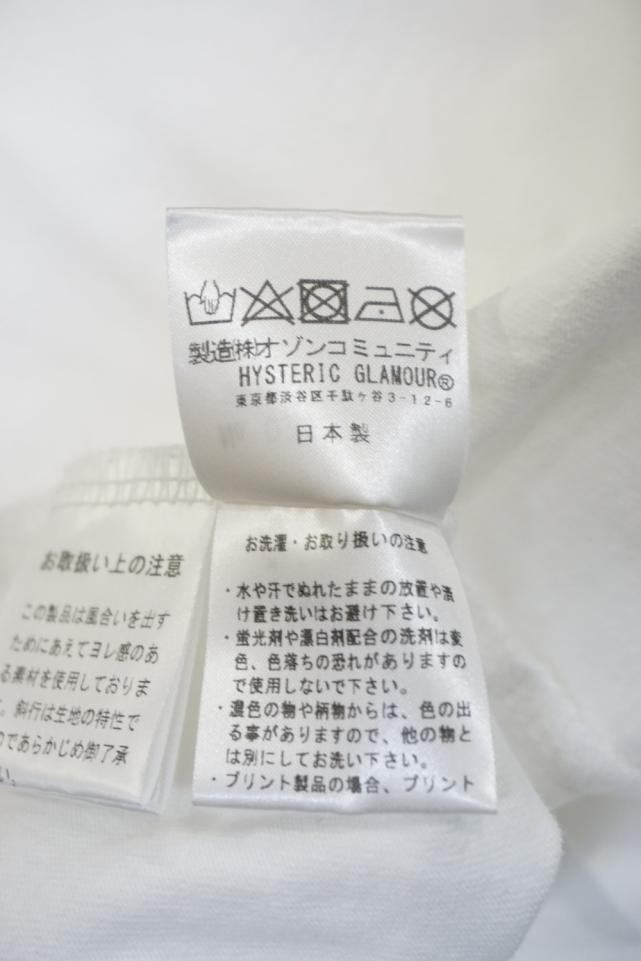 製造(株)オゾンコミュニティ
HYSTERIC GLAMOUR®
東京都渋谷区千駄ヶ谷3-12-6
日本製
お洗濯・お取り扱いの注意
・水や汗でぬれたままの放置や漬
け置き洗いはお避け下さい。
・蛍光剤や漂白剤配合の洗剤は変
色、色落ちの恐れがありますの
で使用しないで下さい。
・濃色の物や柄物からは、色の出
る事がありますので、他の物と
は別にしてお洗い下さい。
・プリント製品の場合、プリント
お取扱い上の注意
この製品は風合いを出す
ためにあえてヨレ感のあ
る素材を使用しておりま
。斜行は生地の特性で
のであらかじめ御了承
い。